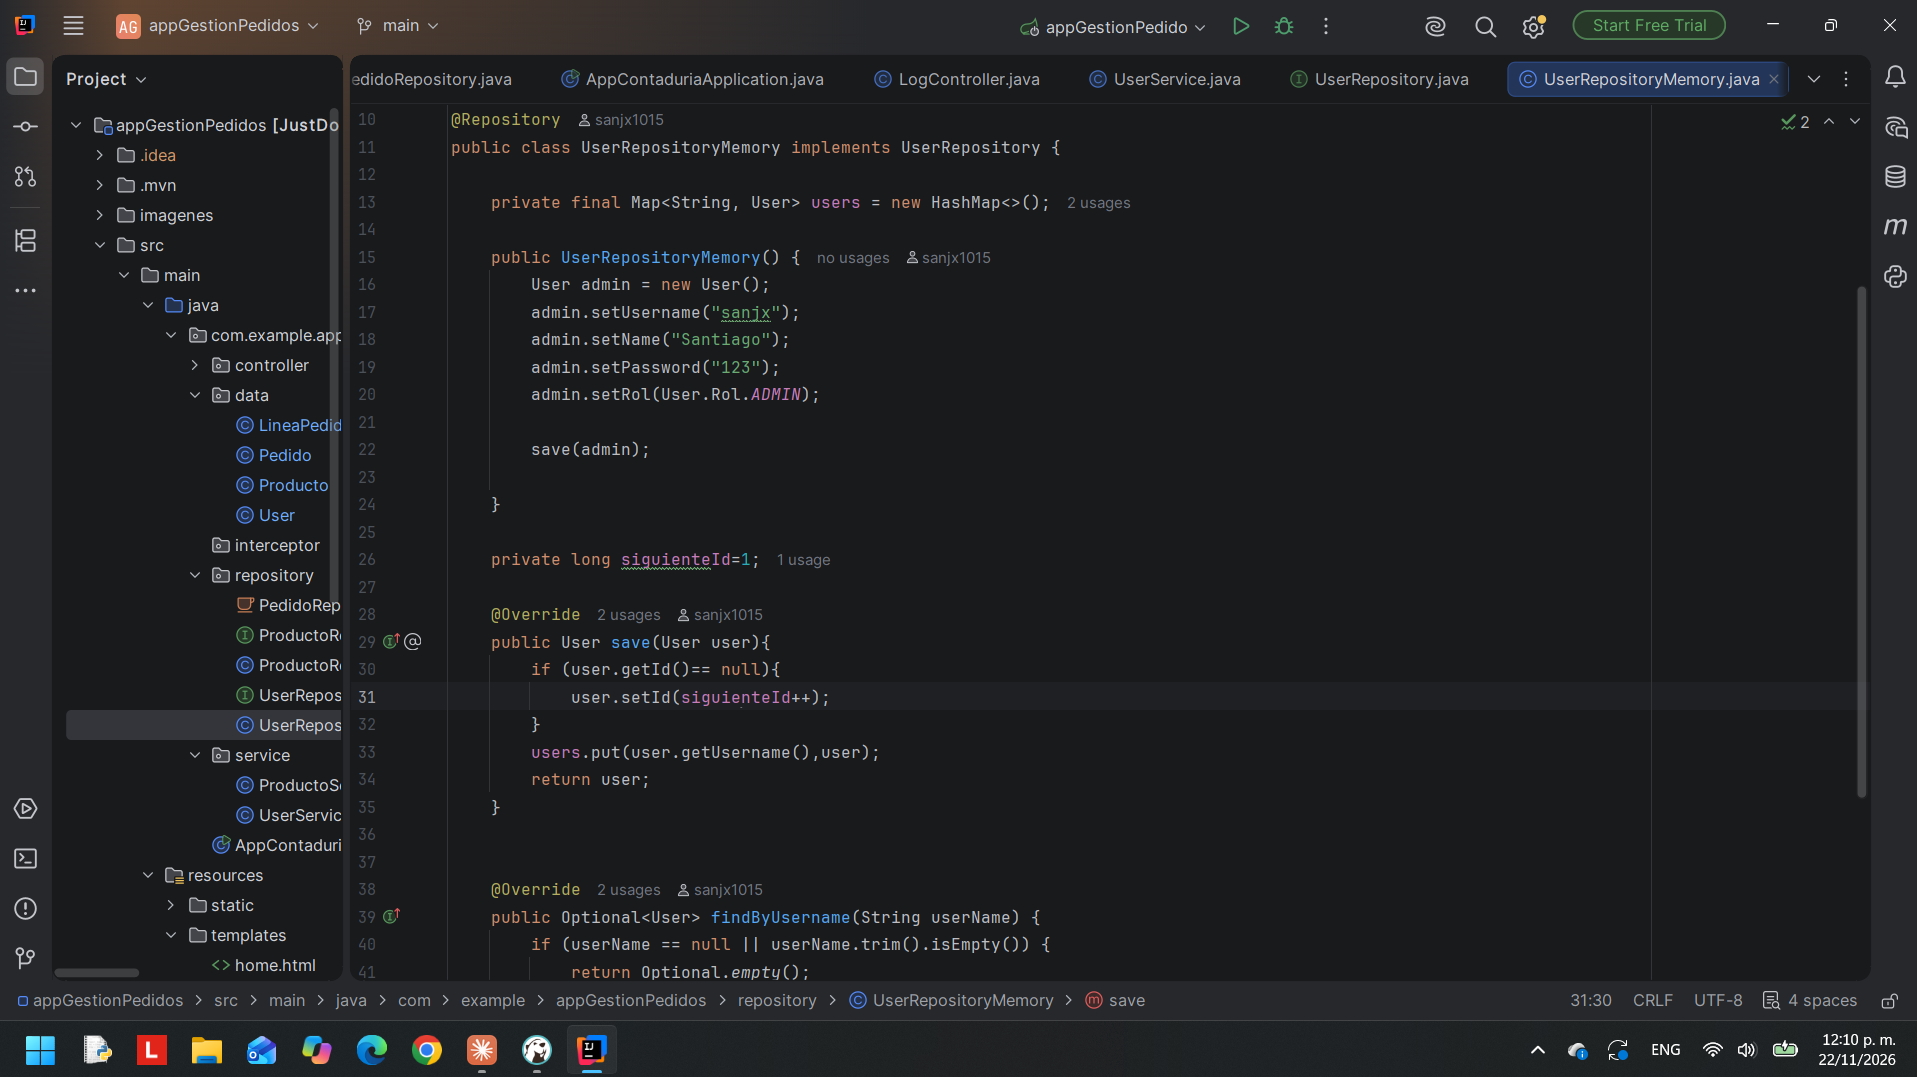 AG appGestionPedidos main appGestionPedido Start Free Trial
Project
edidoRepository.java AppContaduriaApplication.java LogController.java UserService.java UserRepository.java UserRepositoryMemory.java
appGestionPedidos [JustDo
.idea
.mvn
imagenes
src
main
java
com.example.app
controller
data
LineaPedid
Pedido
Producto
User
interceptor
repository
PedidoRep
ProductoRe
ProductoRe
UserRepos
UserRepos
service
ProductoSe
UserServic
AppContaduri
resources
static
templates
<> home.html
2
10 @Repository sanjx1015
11 public class UserRepositoryMemory implements UserRepository {
12
13 private final Map<String, User> users = new HashMap<>(); 2 usages
14
15 public UserRepositoryMemory() { no usages sanjx1015
16 User admin = new User();
17 admin.setUsername("sanjx");
18 admin.setName("Santiago");
19 admin.setPassword("123");
20 admin.setRol(User.Rol.ADMIN);
21
22 save(admin);
23
24 }
25
26 private long siguienteId=1; 1 usage
27
28 @Override 2 usages sanjx1015
29 public User save(User user){
30 if (user.getId()== null){
31 user.setId(siguienteId++);
32 }
33 users.put(user.getUsername(),user);
34 return user;
35 }
36
37
38 @Override 2 usages sanjx1015
39 public Optional<User> findByUsername(String userName) {
40 if (userName == null || userName.trim().isEmpty()) {
41 return Optional.empty();
appGestionPedidos > src > main > java > com > example > appGestionPedidos > repository > UserRepositoryMemory > save 31:30 CRLF UTF-8 4 spaces
ENG 12:10 p. m.
22/11/2026